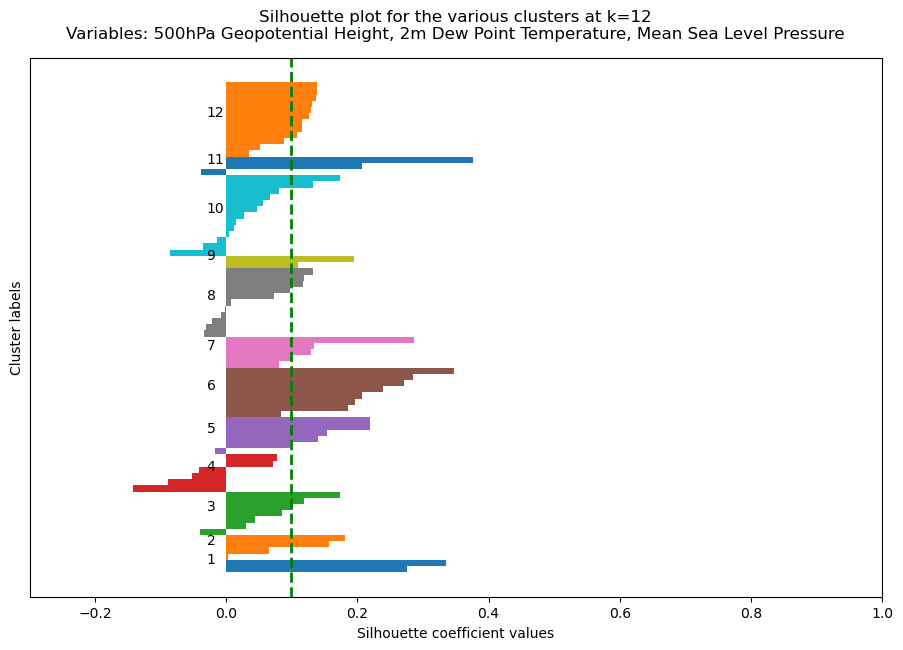 Silhouette plot for the various clusters at k=12
Variables: 500hPa Geopotential Height, 2m Dew Point Temperature, Mean Sea Level Pressure
Cluster labels
12
11
10
9
8
7
6
5
4
3
2
1
−0.2 0.0 0.2 0.4 0.6 0.8 1.0
Silhouette coefficient values